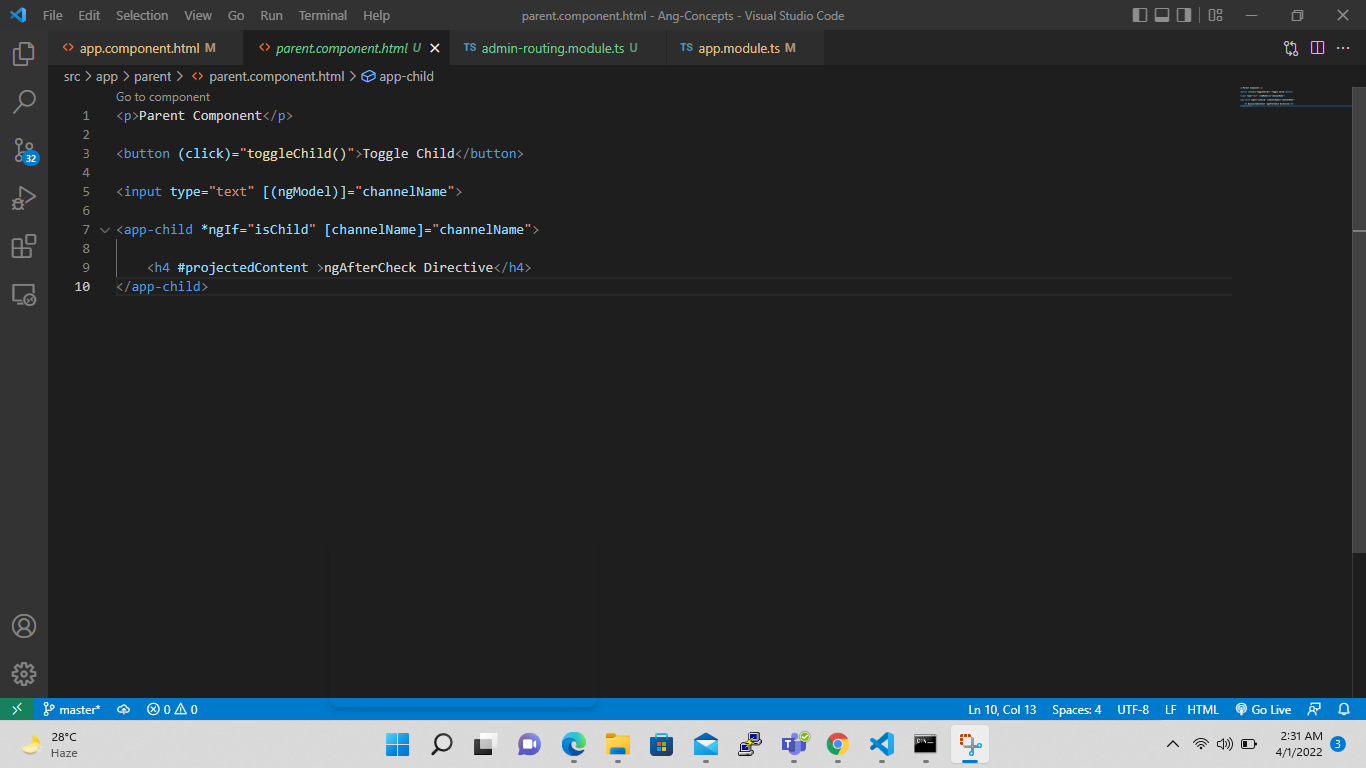 File Edit Selection View Go Run Terminal Help parent.component.html - Ang-Concepts - Visual Studio Code
app.component.html M parent.component.html U TS admin-routing.module.ts U TS app.module.ts M
src > app > parent > parent.component.html > app-child
Go to component
1 <p>Parent Component</p>
2
3 <button (click)="toggleChild()">Toggle Child</button>
4
5 <input type="text" [(ngModel)]="channelName">
6
7 <app-child *ngIf="isChild" [channelName]="channelName">
8
9 <h4 #projectedContent >ngAfterCheck Directive</h4>
10 </app-child>
32
master* 0 0 Ln 10, Col 13 Spaces: 4 UTF-8 LF HTML Go Live
28°C
Haze
2:31 AM
4/1/2022 3